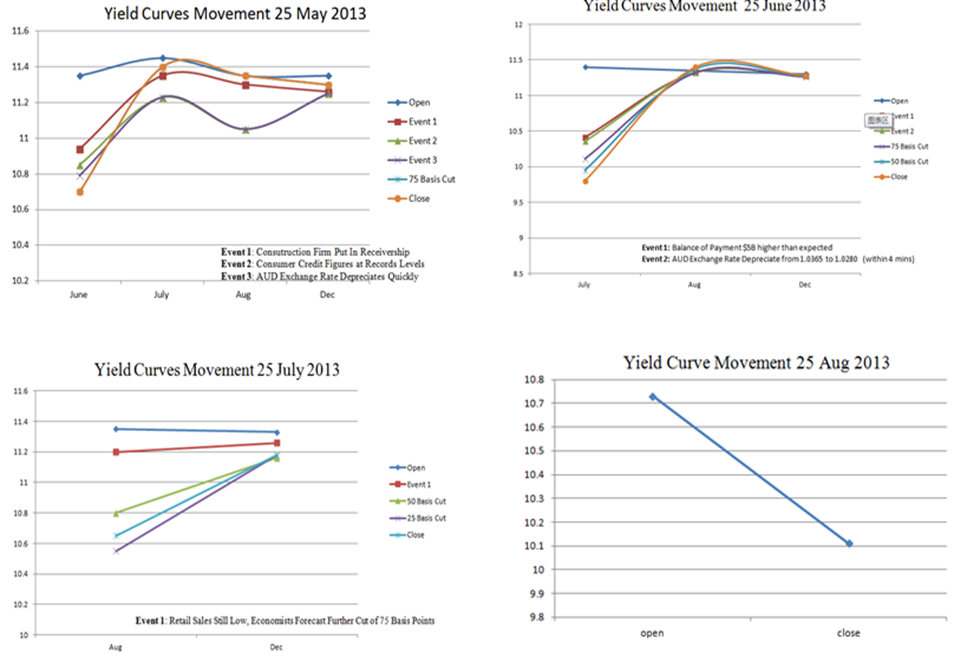 Yield Curves Movement 25 May 2013
11.6
11.4
11.2
11
10.8
10.6
10.4
10.2
June July Aug Dec
Open
Event 1
Event 2
Event 3
75 Basis Cut
Close
Event 1: Consutruction Firm Put In Receivership
Event 2: Consumer Credit Figures at Records Levels
Event 3: AUD Exchange Rate Depreciates Quickly
Yield Curves Movement 25 June 2013
12
11.5
11
10.5
10
9.5
9
8.5
July Aug Dec
Open
图表区
Event 1
Event 2
75 Basis Cut
50 Basis Cut
Close
Event 1: Balance of Payment $5B higher than expected
Event2: AUD Exchange Rate Depreciate from 1.0365 to 1.0280 (within 4 mins)
Yield Curves Movement 25 July 2013
11.6
11.4
11.2
11
10.8
10.6
10.4
10.2
10
Aug Dec
Open
Event 1
50 Basis Cut
25 Basis Cut
Close
Event 1: Retail Sales Still Low, Economists Forecast Further Cut of 75 Basis Points
Yield Curve Movement 25 Aug 2013
10.8
10.7
10.6
10.5
10.4
10.3
10.2
10.1
10
9.9
9.8
open close